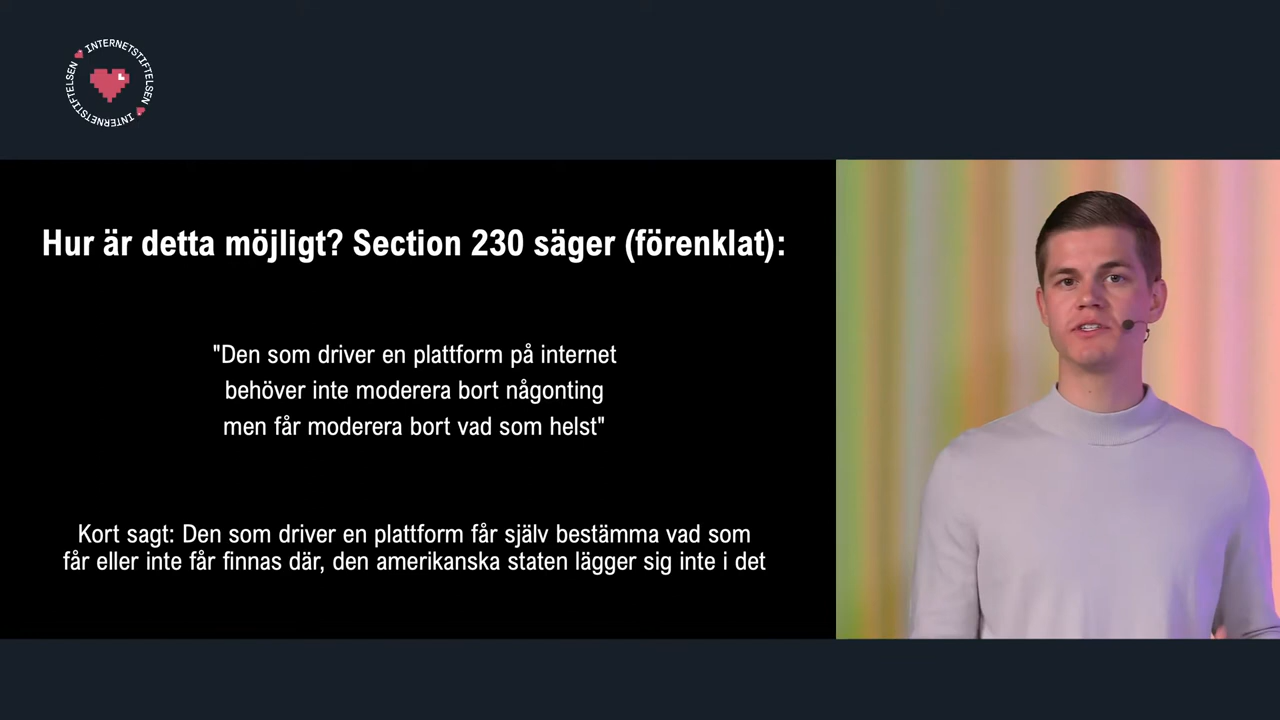 INTERNETSTIFTELSEN
INTERNETSTIFTELSEN
Hur är detta möjligt? Section 230 säger (förenklat):
"Den som driver en plattform på internet
behöver inte moderera bort någonting
men får moderera bort vad som helst"
Kort sagt: Den som driver en plattform får själv bestämma vad som
får eller inte får finnas där, den amerikanska staten lägger sig inte i det